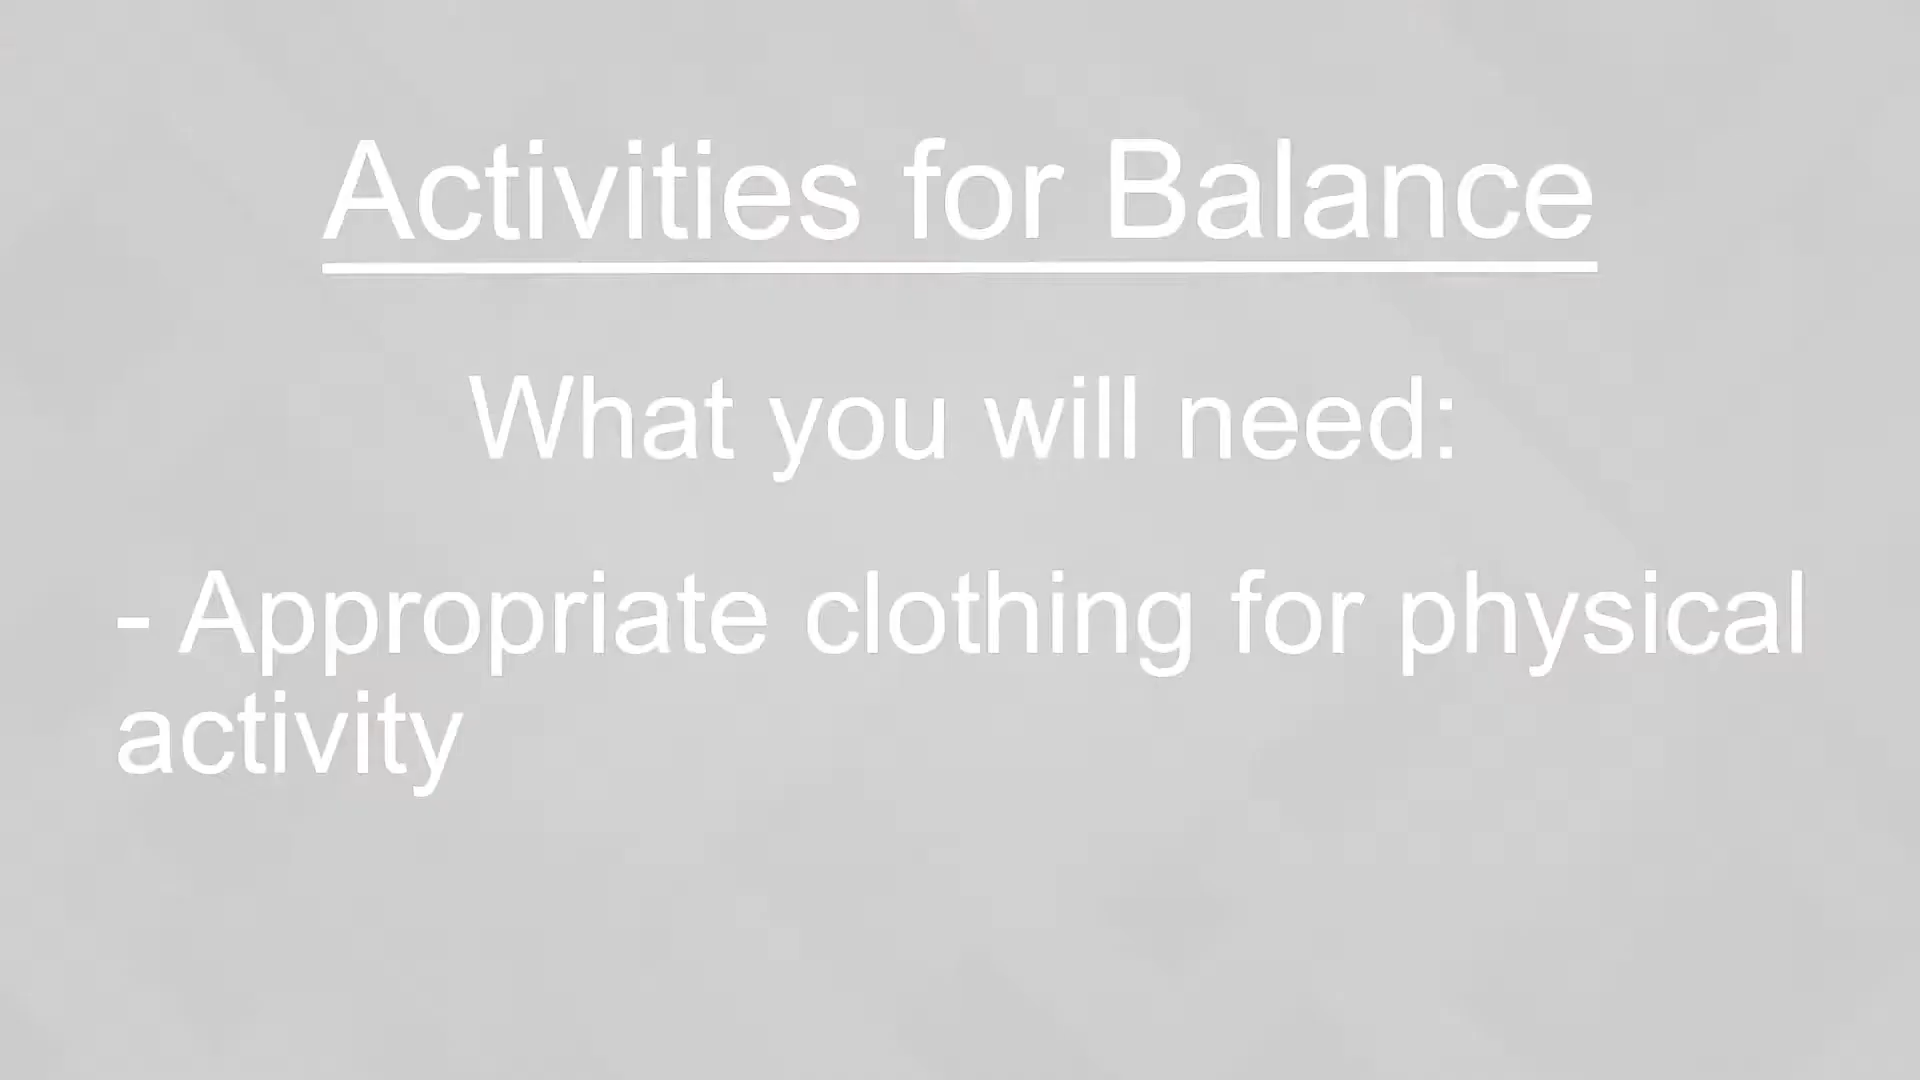 Activities for Balance
What you will need:
- Appropriate clothing for physical
activity